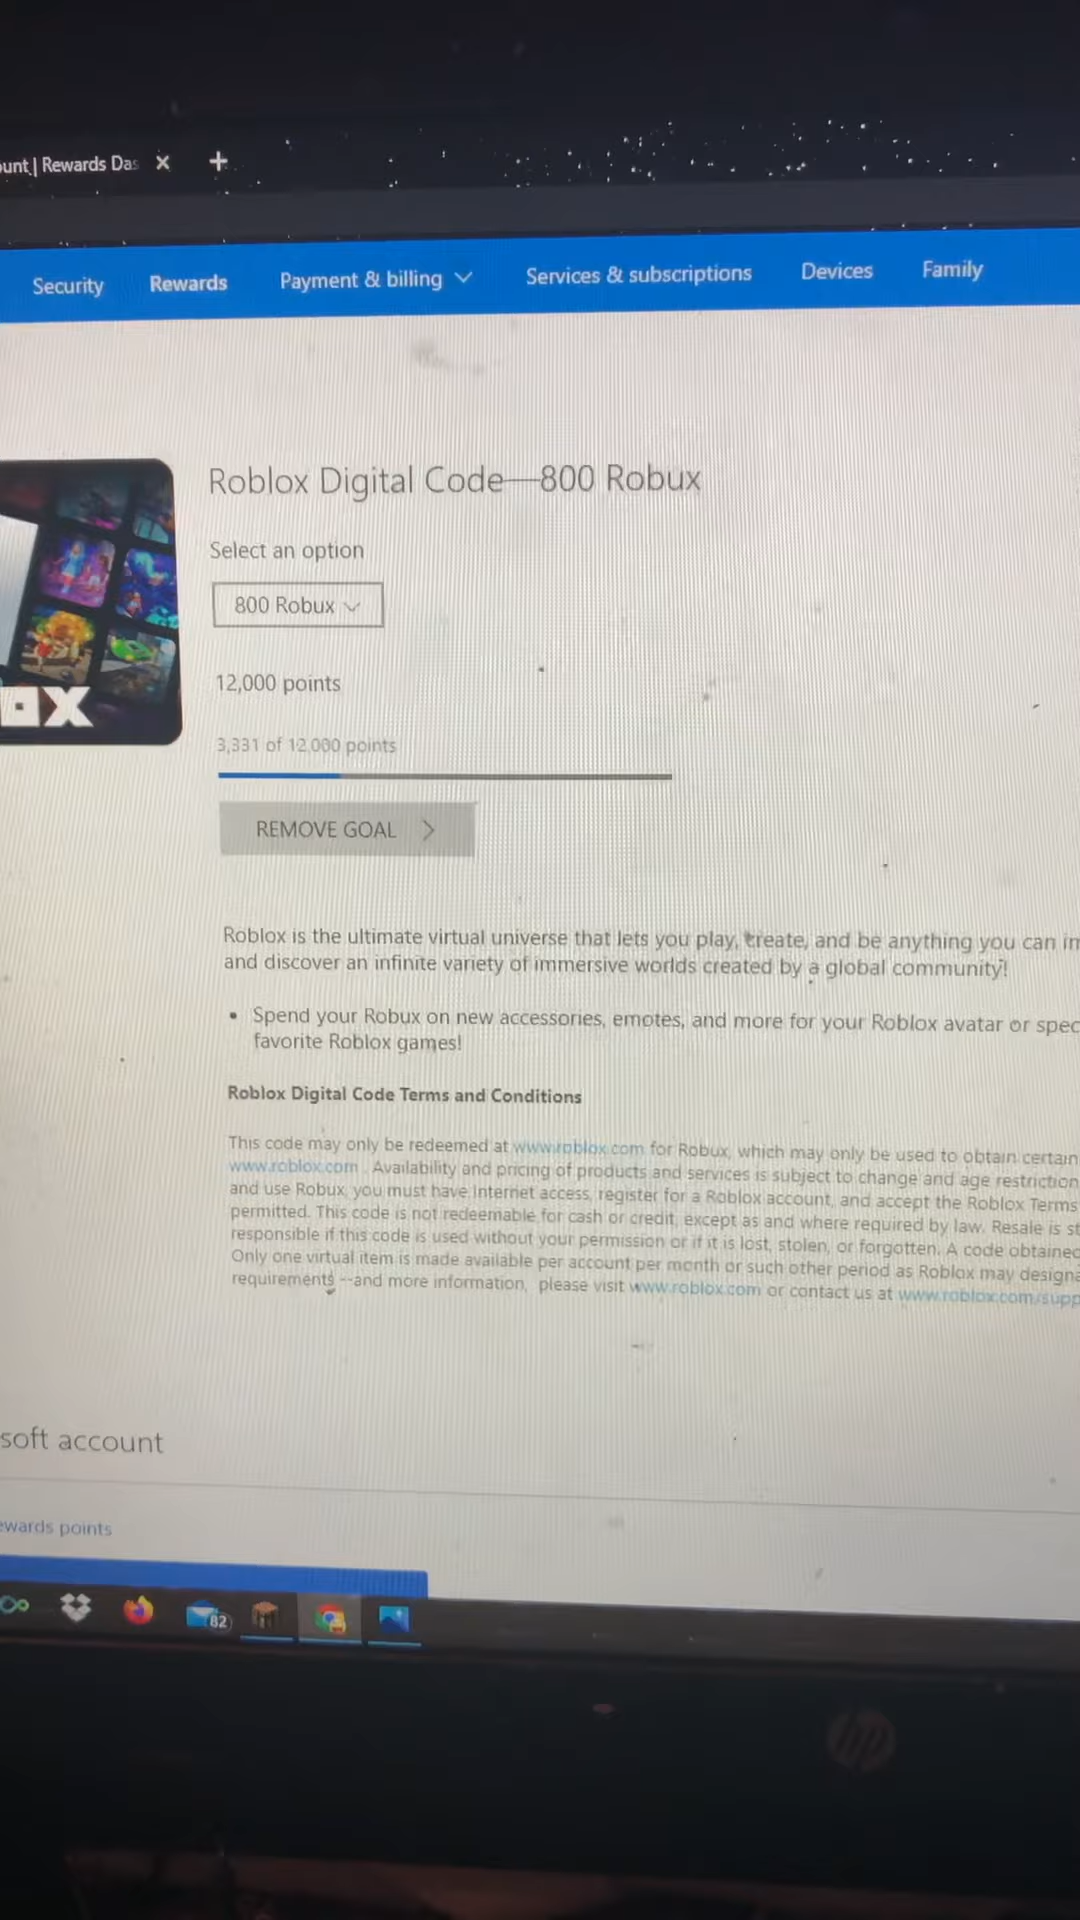 ount | Rewards Das
Security Rewards Payment & billing Services & subscriptions Devices Family
Roblox Digital Code—800 Robux
Select an option
800 Robux
12,000 points
3,331 of 12,000 points
REMOVE GOAL
Roblox is the ultimate virtual universe that lets you play, create, and be anything you can im
and discover an infinite variety of immersive worlds created by a global community!
• Spend your Robux on new accessories, emotes, and more for your Roblox avatar or spec
favorite Roblox games!
Roblox Digital Code Terms and Conditions
This code may only be redeemed at www.roblox.com for Robux, which may only be used to obtain certain
www.roblox.com . Availability and pricing of products and services is subject to change and age restriction
and use Robux, you must have Internet access, register for a Roblox account, and accept the Roblox Terms
permitted. This code is not redeemable for cash or credit, except as and where required by law. Resale is st
responsible if this code is used without your permission or if it is lost, stolen, or forgotten. A code obtained
Only one virtual item is made available per account per month or such other period as Roblox may designa
requirements --and more information, please visit www.roblox.com or contact us at www.roblox.com/supp
OX
soft account
ewards points
82
hp